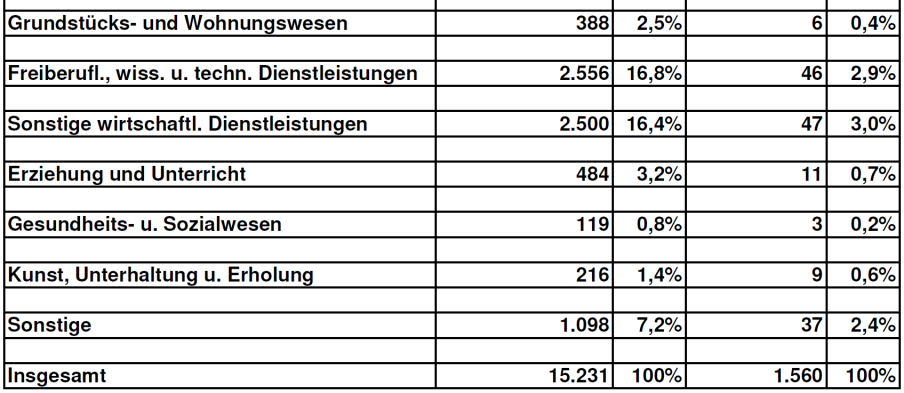 Grundstücks- und Wohnungswesen 388 2,5% 6 0,4%
Freiberufl., wiss. u. techn. Dienstleistungen 2.556 16,8% 46 2,9%
Sonstige wirtschaftl. Dienstleistungen 2.500 16,4% 47 3,0%
Erziehung und Unterricht 484 3,2% 11 0,7%
Gesundheits- u. Sozialwesen 119 0,8% 3 0,2%
Kunst, Unterhaltung u. Erholung 216 1,4% 9 0,6%
Sonstige 1.098 7,2% 37 2,4%
Insgesamt 15.231 100% 1.560 100%